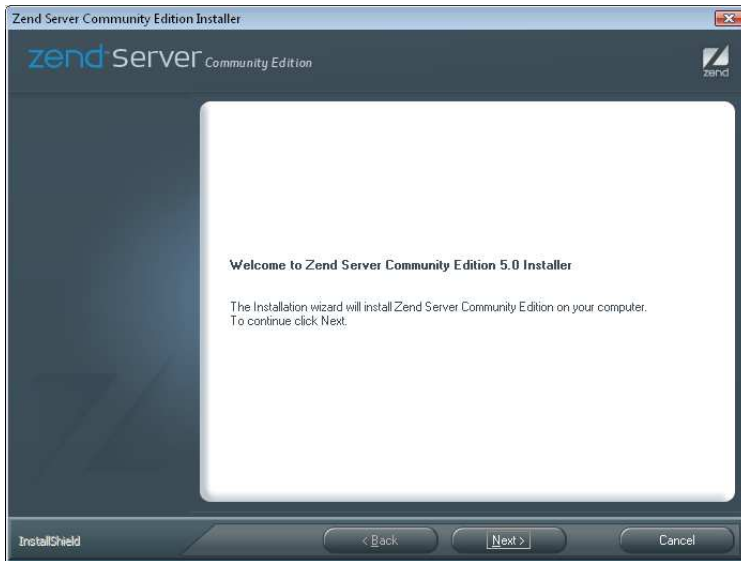 Zend Server Community Edition Installer
zend Server Community Edition
zend
Welcome to Zend Server Community Edition 5.0 Installer
The Installation wizard will install Zend Server Community Edition on your computer.
To continue click Next.
InstallShield
< Back
Next >
Cancel